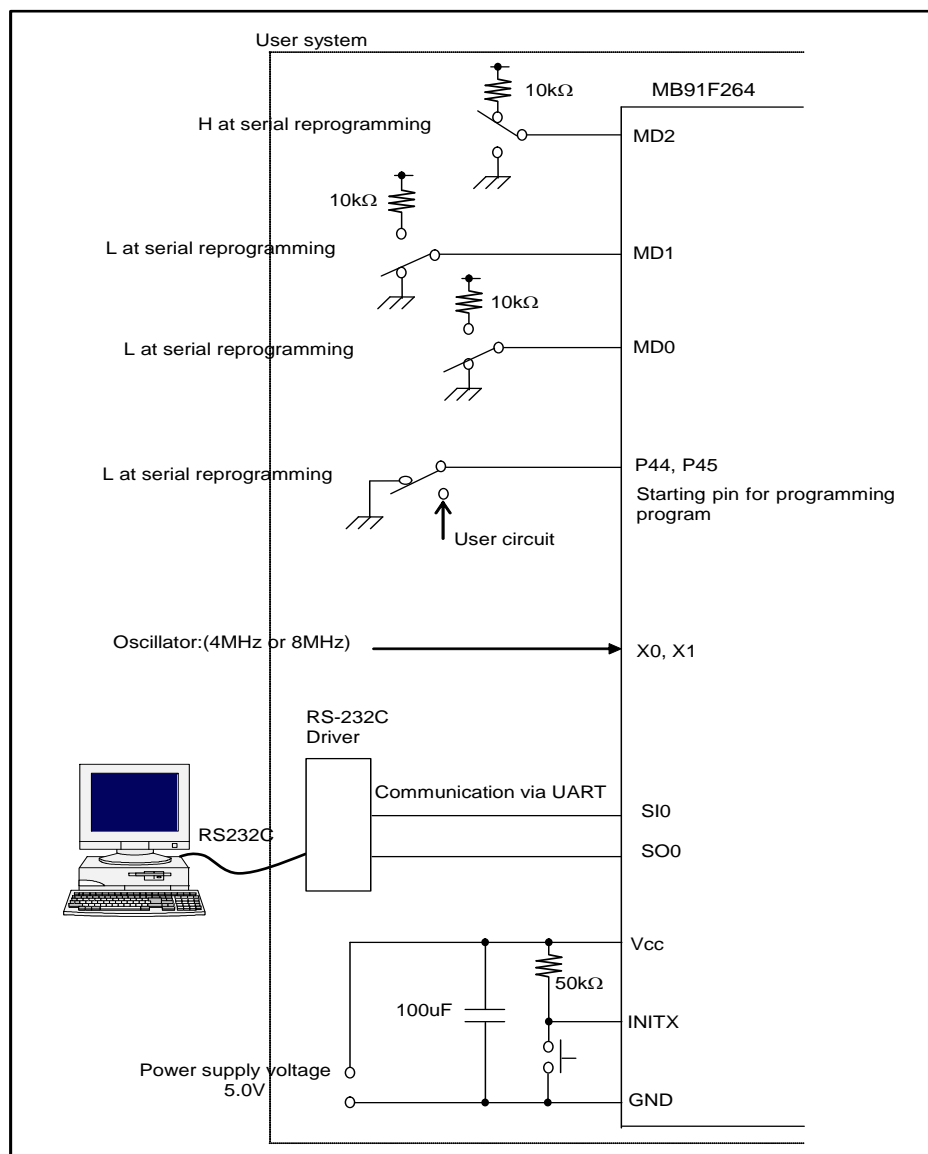 User system
MB91F264
10kΩ
H at serial reprogramming
MD2
10kΩ
L at serial reprogramming
MD1
10kΩ
L at serial reprogramming
MD0
L at serial reprogramming
P44, P45
Starting pin for programming
program
User circuit
Oscillator:(4MHz or 8MHz)
X0, X1
RS-232C
Driver
Communication via UART
SI0
RS232C
SO0
Vcc
50kΩ
100uF
INITX
Power supply voltage
5.0V
GND